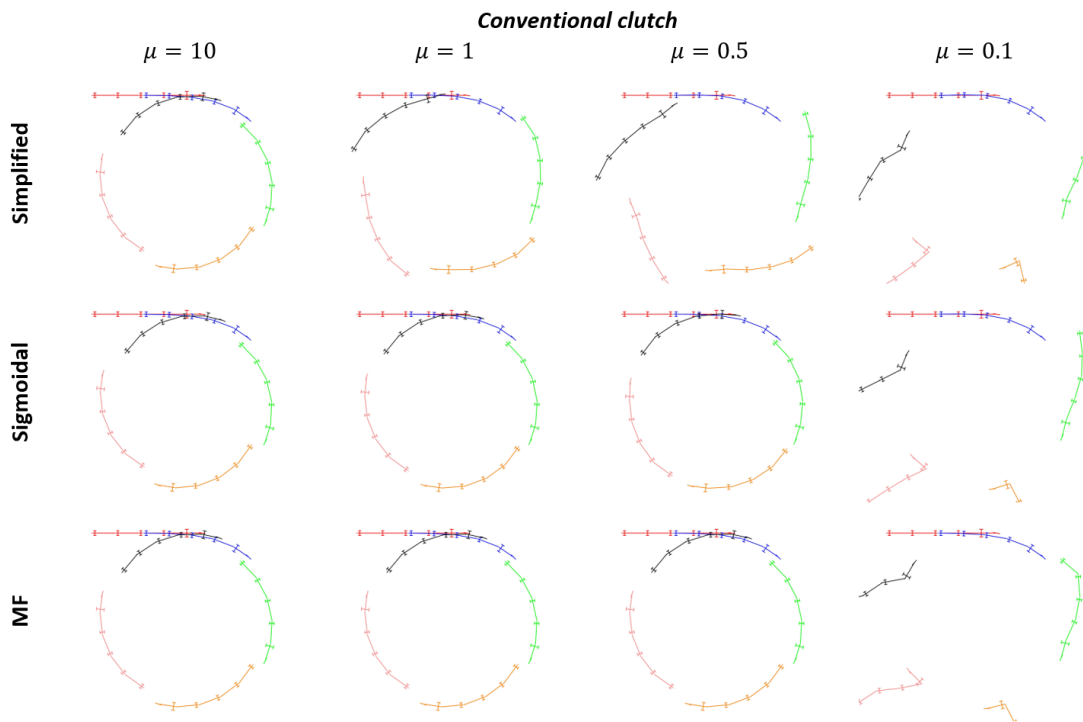 Conventional clutch
μ = 10
μ = 1
μ = 0.5
μ = 0.1
Simplified
Sigmoidal
MF